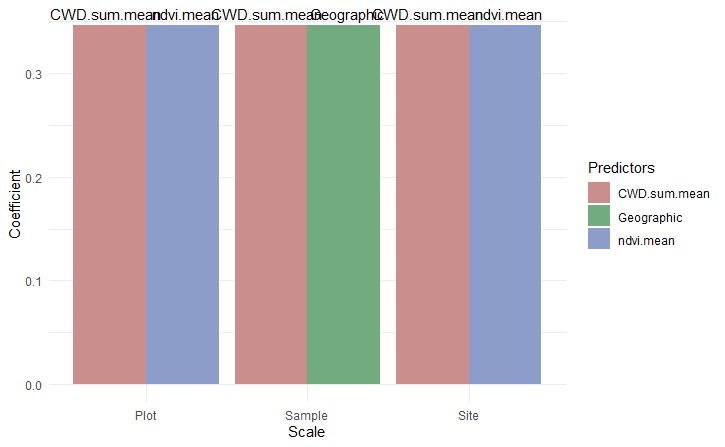 CWD.sum.mean ndvi.mean CWD.sum.mean Geographic CWD.sum.mean ndvi.mean
0.3
0.2
0.1
0.0
Coefficient
Plot Sample Site
Scale
Predictors
CWD.sum.mean
Geographic
ndvi.mean